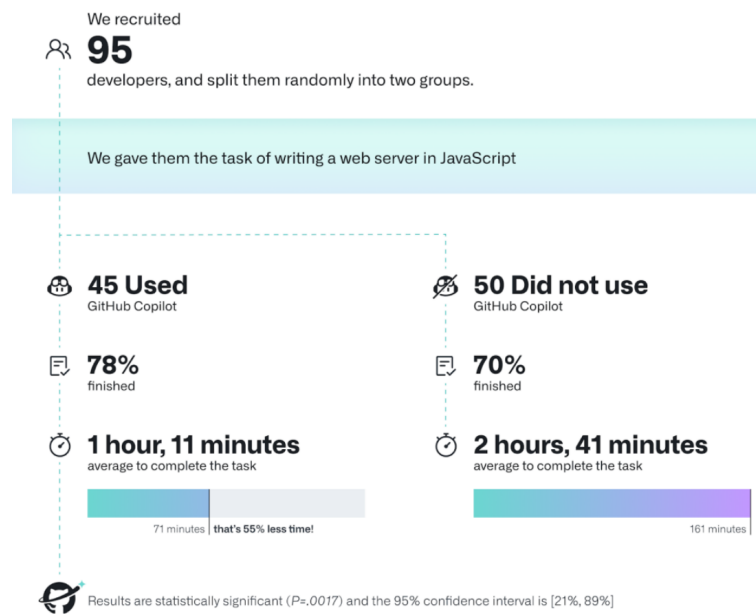 We recruited
95
developers, and split them randomly into two groups.
We gave them the task of writing a web server in JavaScript
45 Used
GitHub Copilot
78%
finished
1 hour, 11 minutes
average to complete the task
71 minutes
that's 55% less time!
50 Did not use
GitHub Copilot
70%
finished
2 hours, 41 minutes
average to complete the task
161 minutes
Results are statistically significant (P=.0017) and the 95% confidence interval is [21%, 89%]